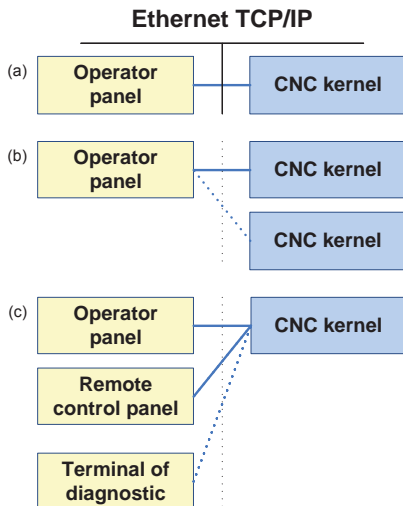 Ethernet TCP/IP
(a)
Operator
panel
CNC kernel
(b)
Operator
panel
CNC kernel
CNC kernel
(c)
Operator
panel
CNC kernel
Remote
control panel
Terminal of
diagnostic